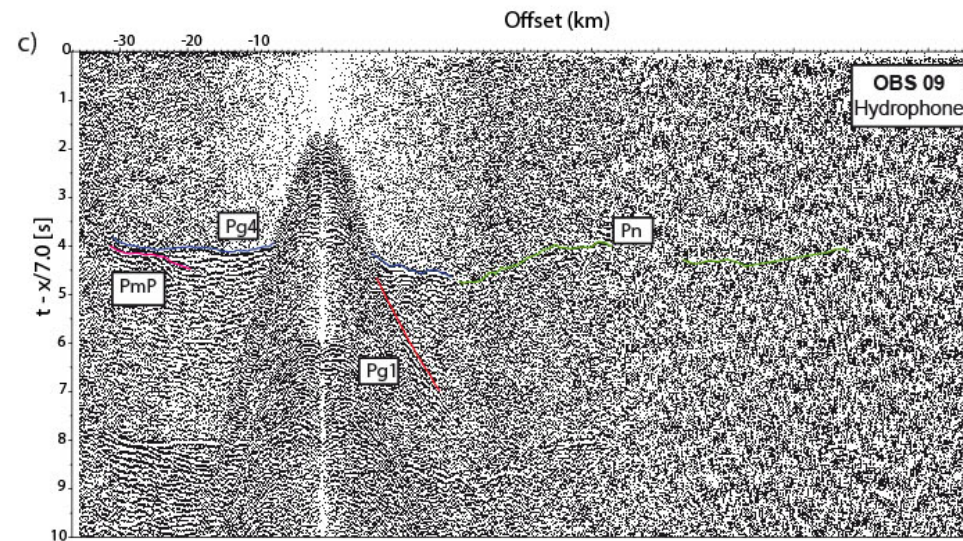 Offset (km)
c)
-30 -20 -10
0
1
2
3
4
5
6
7
8
9
10
t - x/7.0 [s]
OBS 09
Hydrophone
Pg4
Pn
PmP
Pg1